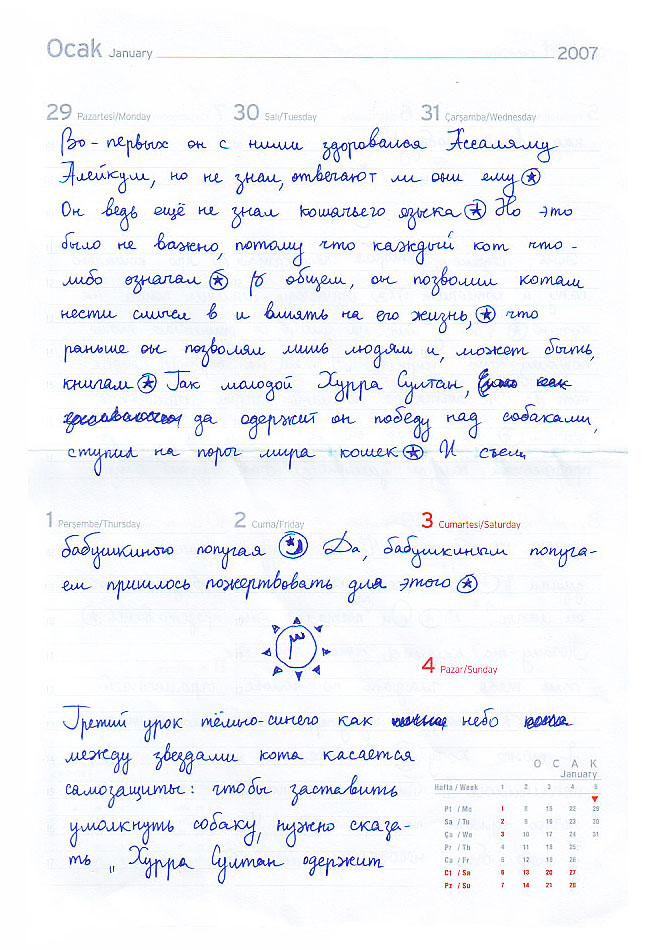 Ocak January 2007
29 Pazartesi/Monday 30 Salı/Tuesday 31 Çarşamba/Wednesday
Во-первых он с ними здоровался Ассаляму
Алейкум, но не знал, отвечают ли они ему
Он ведь ещё не знал кошачьего языка Но это
было не важно, потому что каждый кот что-
либо означал В общем, он позволил котам
нести смысл в и влиять на его жизнь, что
раньше он позволял лишь людям и, может быть,
книгам Так молодой Хурра Султан,
да одержит он победу над собаками,
ступил на порог мира кошек И съел
1 Perşembe/Thursday 2 Cuma/Friday 3 Cumartesi/Saturday
бабушкиного попугая Да, бабушкиным попуга-
ем пришлось пожертвовать для этого
٣
4 Pazar/Sunday
Третий урок тёмно-синего как небо
между звездами кота касается
самозащиты: чтобы заставить
умолкнуть собаку, нужно сказа-
ть „Хурра Султан одержит
O C A K
January
Hafta / Week 1 2 3 4 5
Pt / Mo 1 8 15 22 29
Sa / Tu 2 9 16 23 30
Ça / We 3 10 17 24 31
Pr / Th 4 11 18 25
Cu / Fr 5 12 19 26
Ct / Sa 6 13 20 27
Pz / Su 7 14 21 28